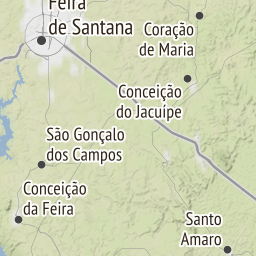 Feira
de Santana
Coração
de Maria
Conceição
do Jacuípe
São Gonçalo
dos Campos
Conceição
da Feira
Santo
Amaro